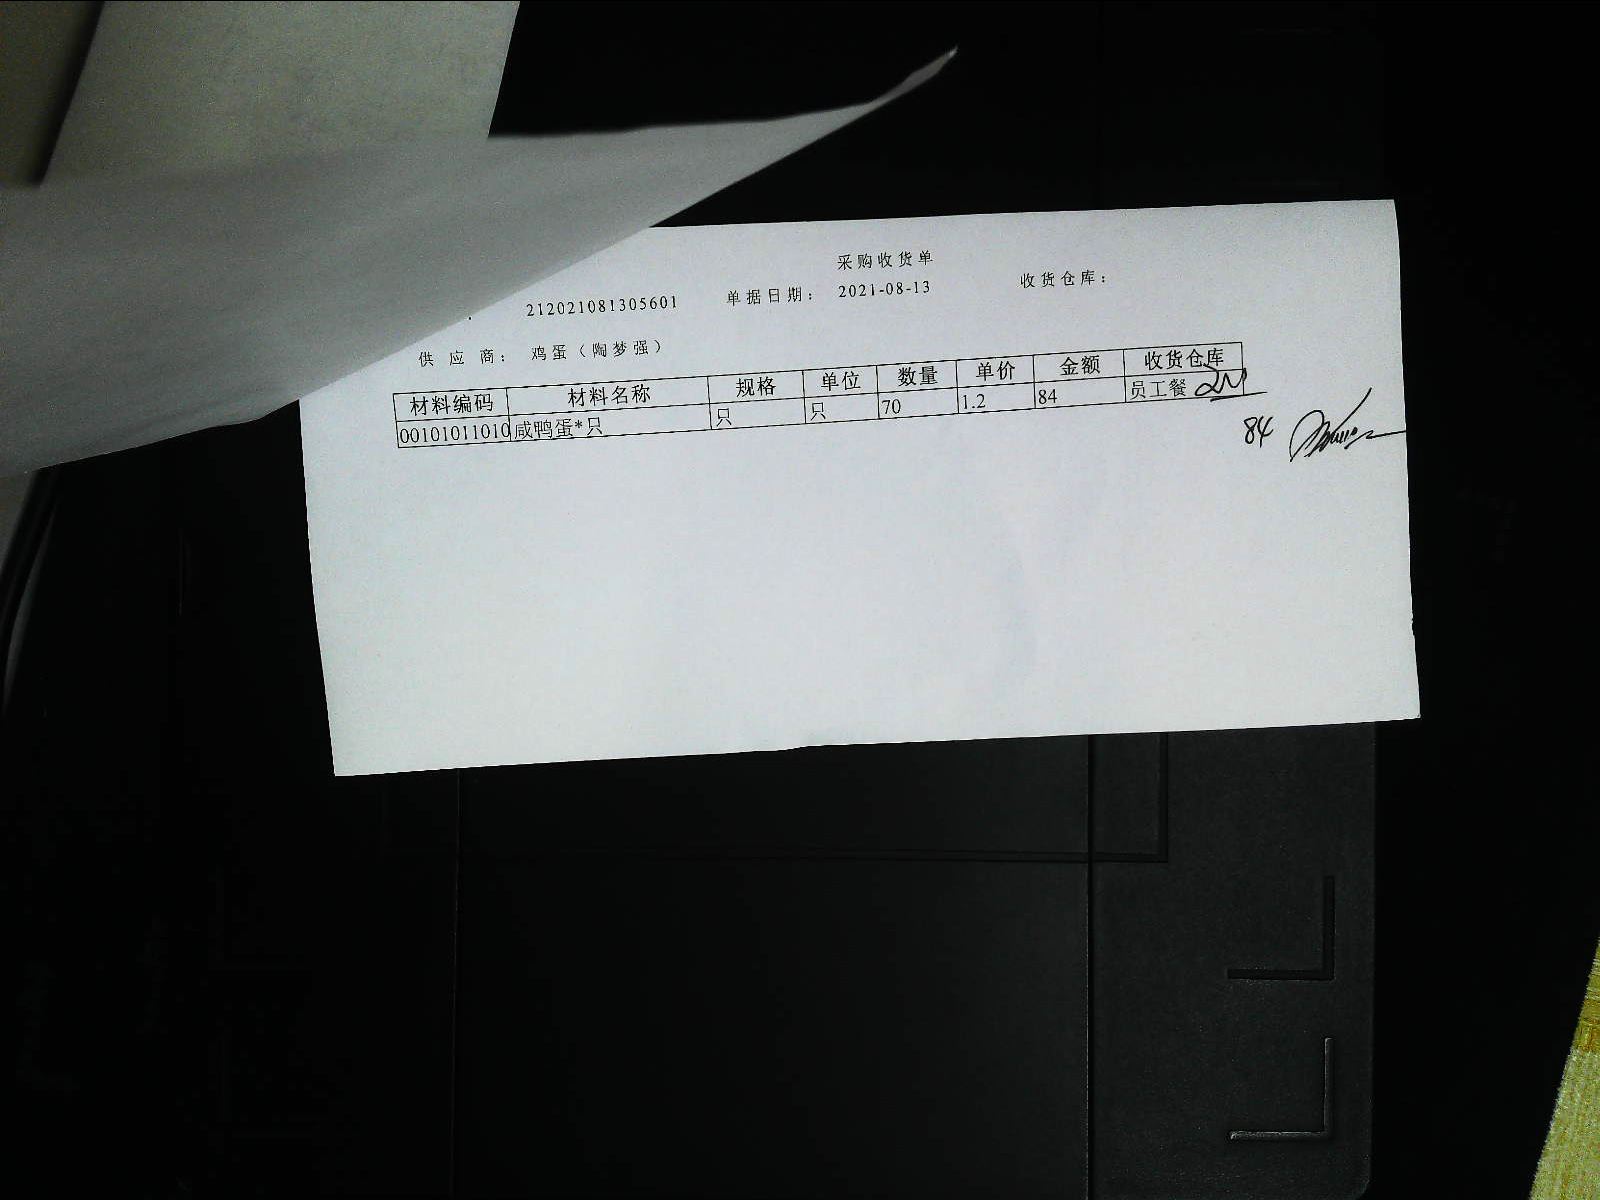 采购收货单
212021081305601 单据日期： 2021-08-13 收货仓库：
供应商： 鸡蛋（陶梦强）
材料编码 材料名称 规格 单位 数量 单价 金额 收货仓库
00101011010 咸鸭蛋*只 只 只 70 1.2 84 员工餐
84